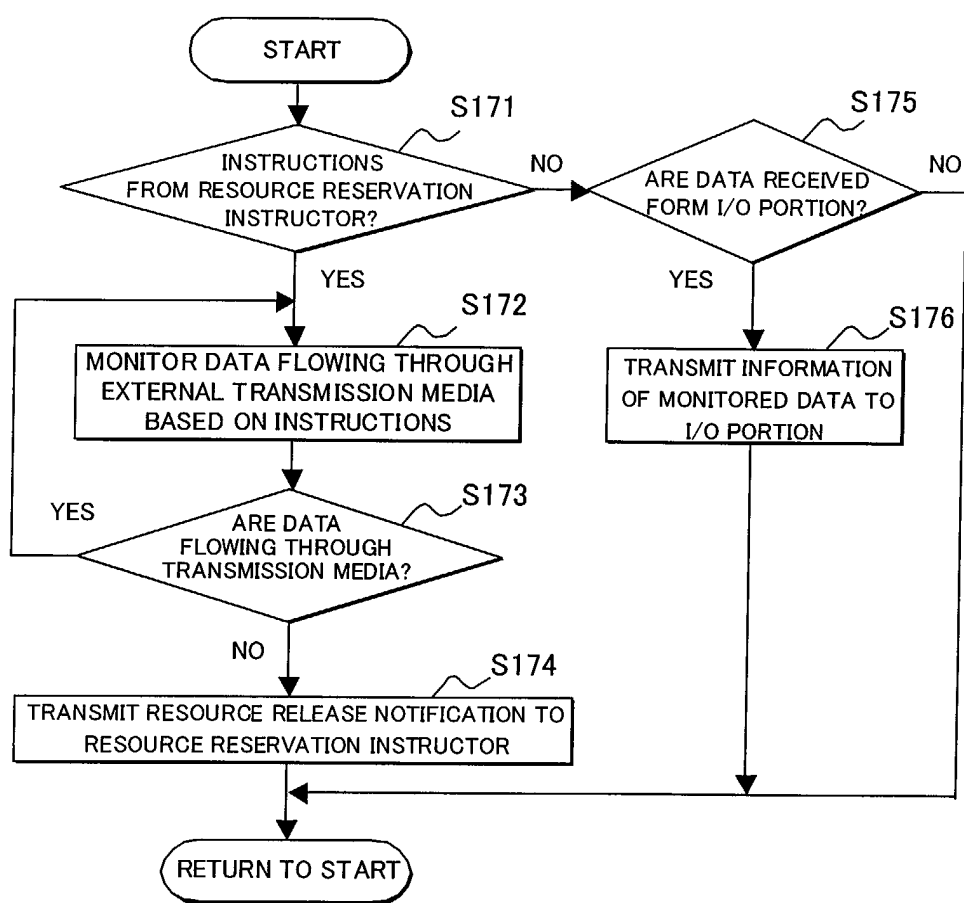 START
S171
INSTRUCTIONS
FROM RESOURCE RESERVATION
INSTRUCTOR?
NO
S175
ARE DATA RECEIVED
FORM I/O PORTION?
NO
YES
YES
S172
MONITOR DATA FLOWING THROUGH
EXTERNAL TRANSMISSION MEDIA
BASED ON INSTRUCTIONS
S176
TRANSMIT INFORMATION
OF MONITORED DATA TO
I/O PORTION
YES
S173
ARE DATA
FLOWING THROUGH
TRANSMISSION MEDIA?
NO
S174
TRANSMIT RESOURCE RELEASE NOTIFICATION TO
RESOURCE RESERVATION INSTRUCTOR
RETURN TO START